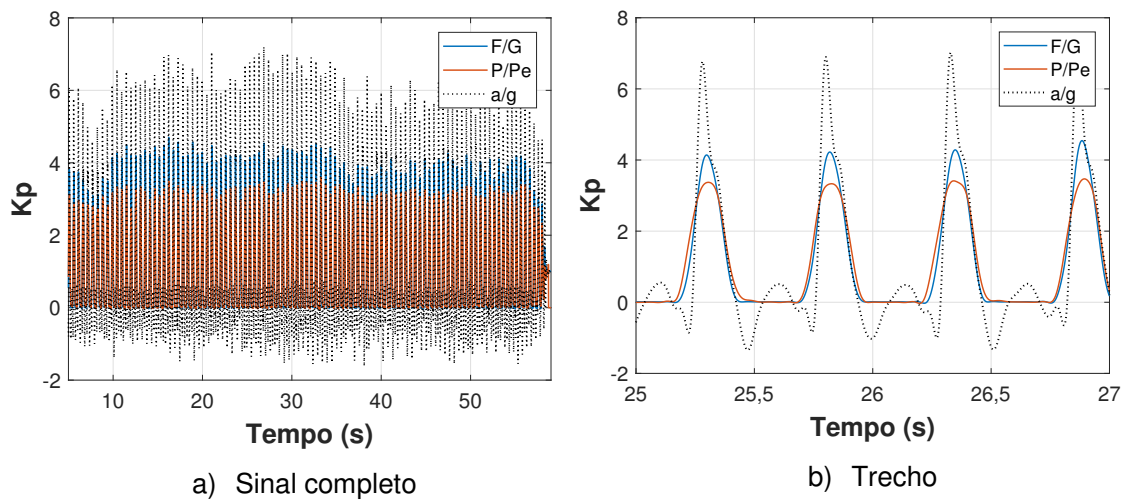 8
6
4
2
0
-2
Kp
F/G
P/Pe
a/g
10 20 30 40 50
Tempo (s)
a) Sinal completo
8
6
4
2
0
-2
Kp
F/G
P/Pe
a/g
25 25,5 26 26,5 27
Tempo (s)
b) Trecho